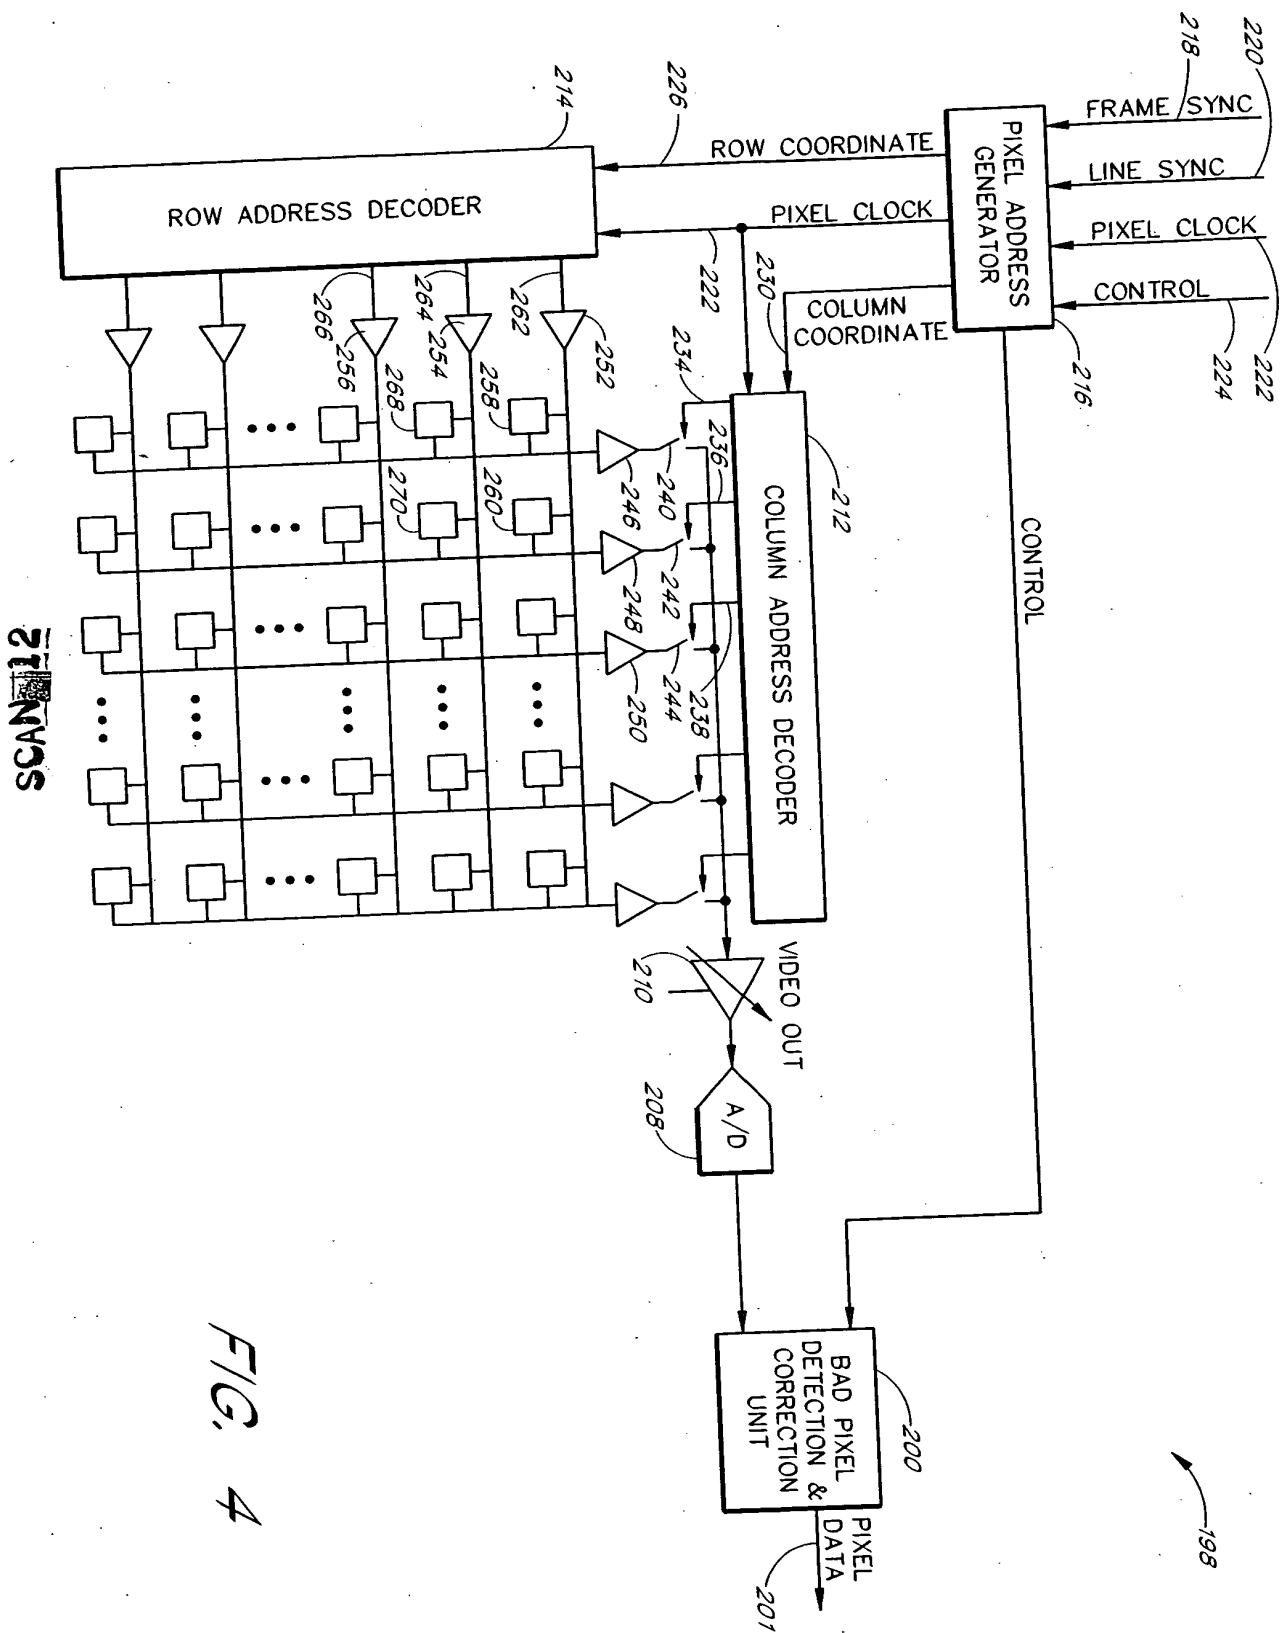 220
218
FRAME SYNC
LINE SYNC
PIXEL CLOCK
CONTROL
222
224
216
PIXEL ADDRESS
GENERATOR
ROW COORDINATE
PIXEL CLOCK
COLUMN
COORDINATE
CONTROL
226
222
230
214
ROW ADDRESS DECODER
212
COLUMN ADDRESS DECODER
234
236
238
240
242
244
246
248
250
252
254
256
262
264
266
258
268
260
270
VIDEO OUT
210
A/D
208
BAD PIXEL
DETECTION &
CORRECTION
UNIT
200
PIXEL
DATA
201
198
FIG. 4
SCAN 12